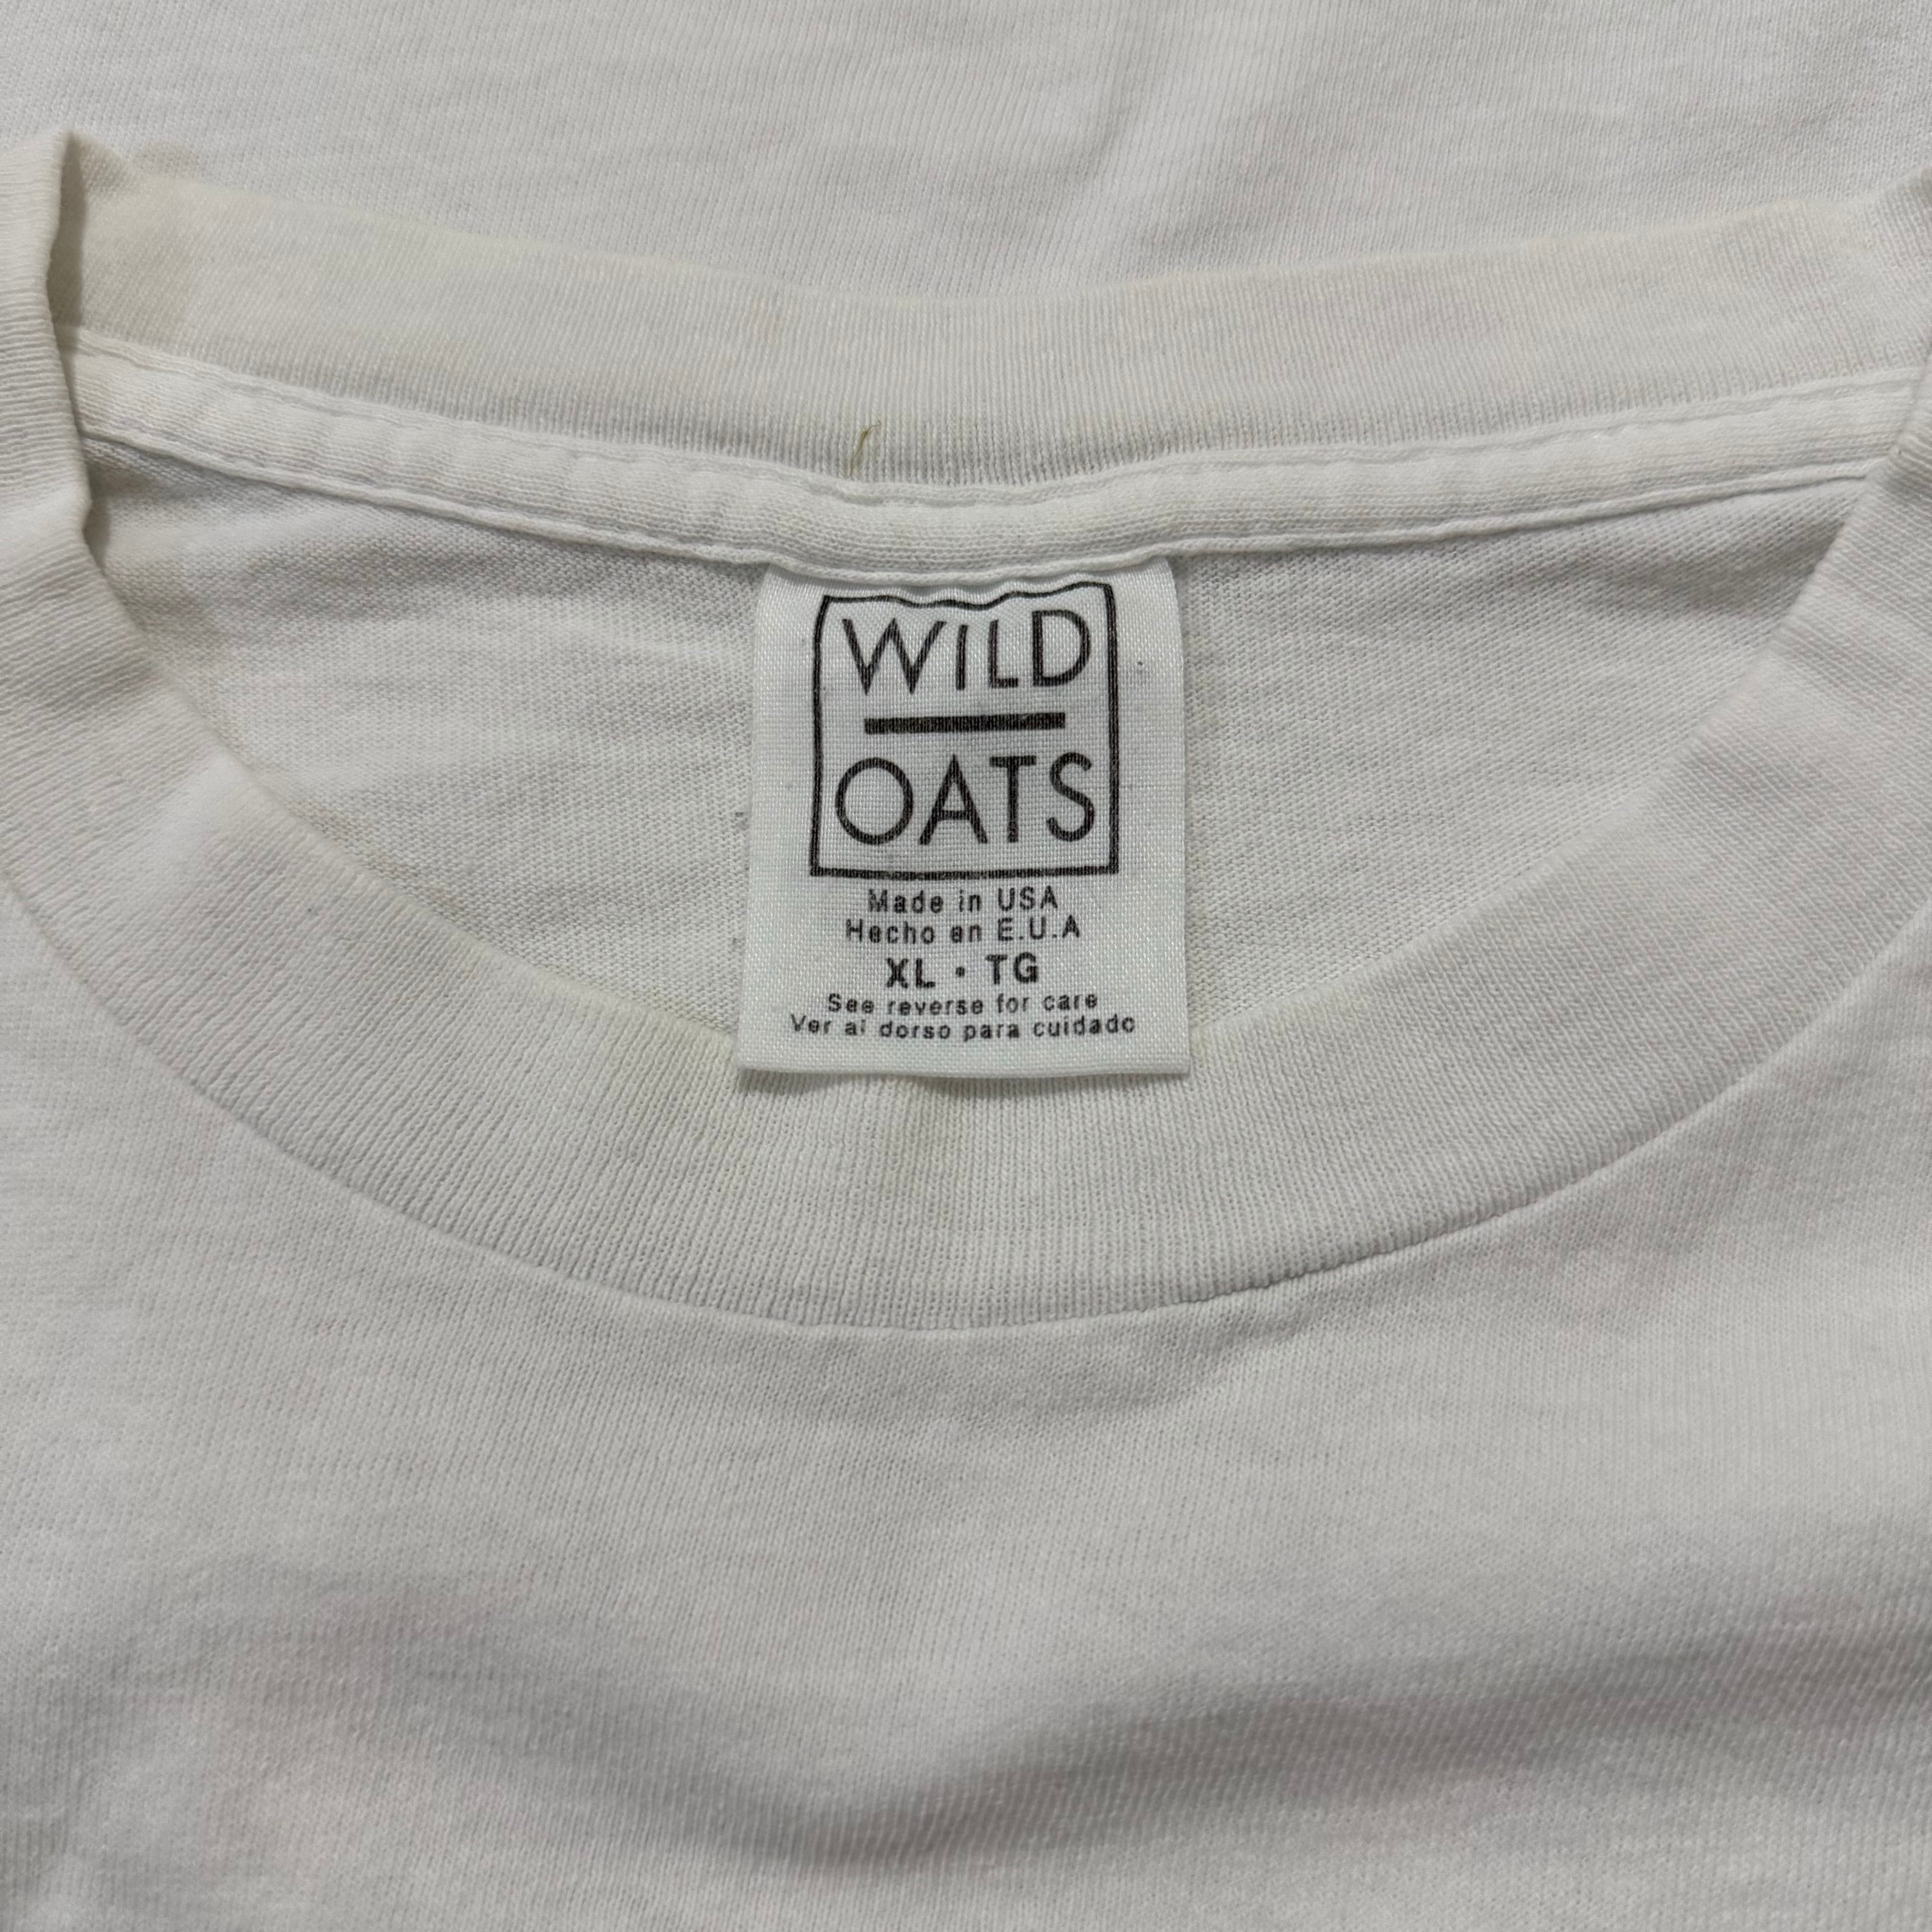 WILD
OATS
Made in USA
Hecho en E.U.A
XL • TG
See reverse for care
Ver al dorso para cuidado